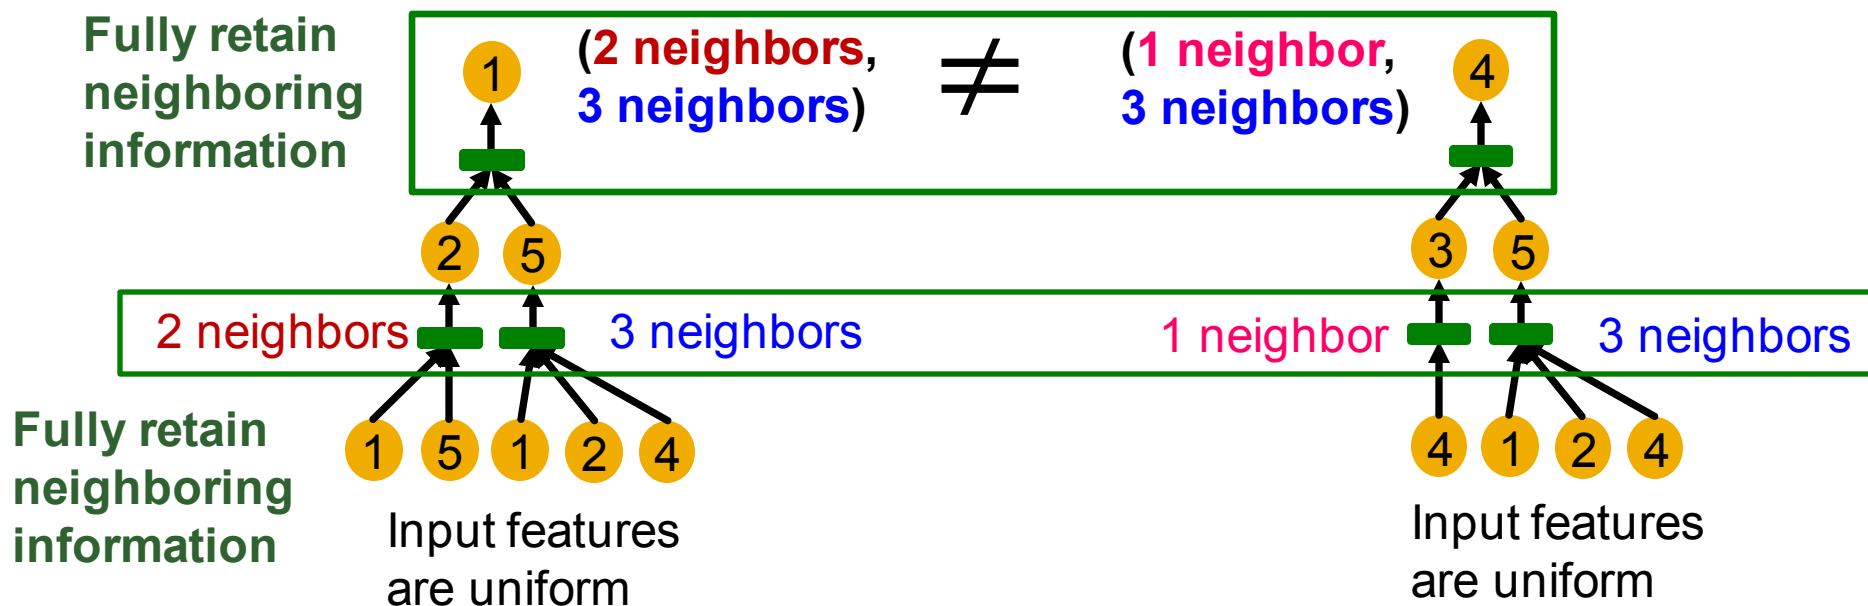 Fully retain
neighboring
information
1
(2 neighbors,
3 neighbors)
≠
(1 neighbor,
3 neighbors)
4
2
5
3
5
2 neighbors
3 neighbors
1 neighbor
3 neighbors
Fully retain
neighboring
information
1 5 1 2 4
4 1 2 4
Input features
are uniform
Input features
are uniform